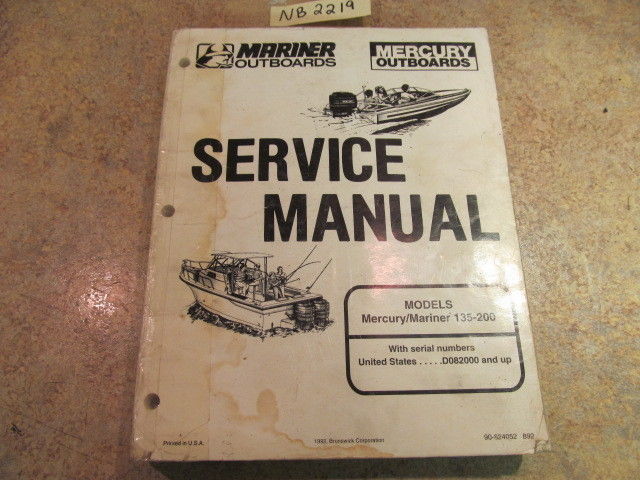 NB 2219
MARINER
OUTBOARDS
MERCURY
OUTBOARDS
SERVICE
MANUAL
MODELS
Mercury/Mariner 135-200
With serial numbers
United States . . . . .D082000 and up
Printed in U.S.A.
Brunswick Corporation
90-824052 892